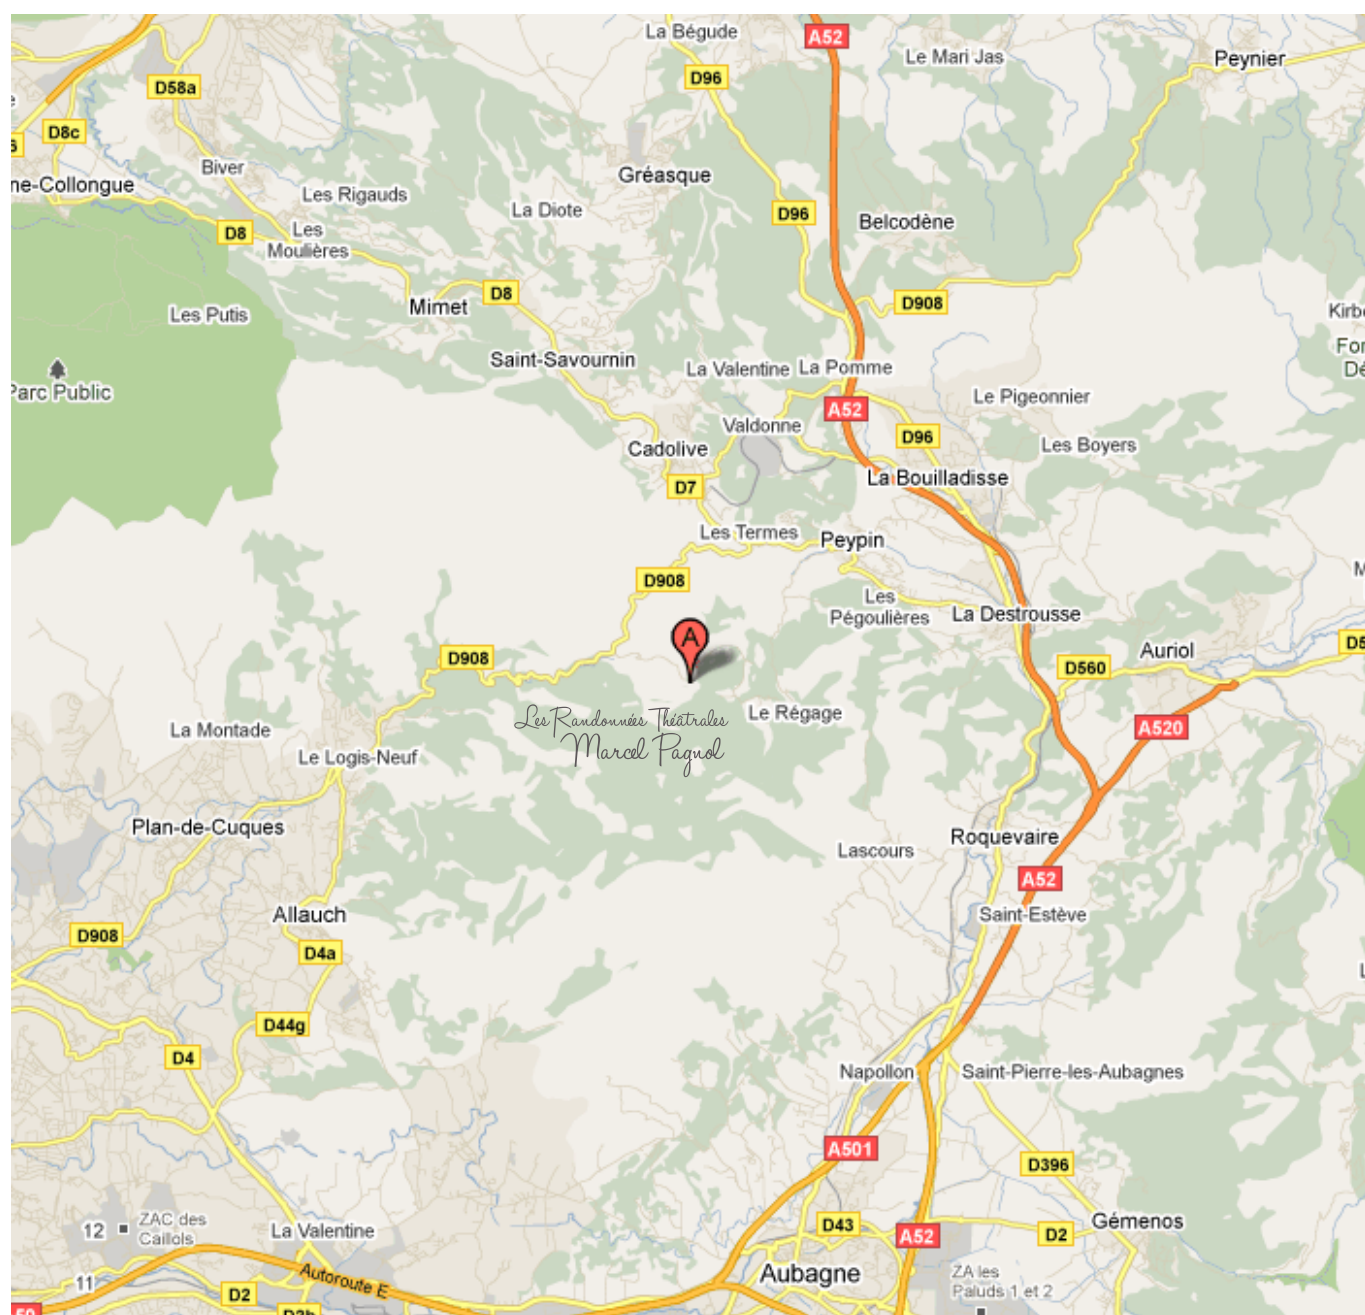 La Bégude
A52
Le Mari Jas
Peynier
D96
D58a
D8c
Biver
ne-Collongue
Les Rigauds
Gréasque
La Diote
D96
Belcodène
D8
Les
Moulières
Mimet
D8
D908
Les Putis
Kirb
Saint-Savournin
La Valentine
La Pomme
For
Dé
Parc Public
A52
Le Pigeonnier
Valdonne
D96
Les Boyers
Cadolive
La Bouilladisse
D7
Les Termes
Peypin
D908
Les
Pégoulières
La Destrousse
A
Auriol
D908
D560
D5
Les Randonnées Théâtrales
Marcel Pagnol
Le Régage
La Montade
A520
Le Logis-Neuf
Plan-de-Cuques
Roquevaire
Lascours
A52
Allauch
Saint-Estève
D908
D4a
D44g
D4
Napollon
Saint-Pierre-les-Aubagnes
A501
D396
12
ZAC des
Caillols
La Valentine
D43
A52
D2
Gémenos
11
Autoroute E
Aubagne
ZA les
Paluds 1 et 2
D2